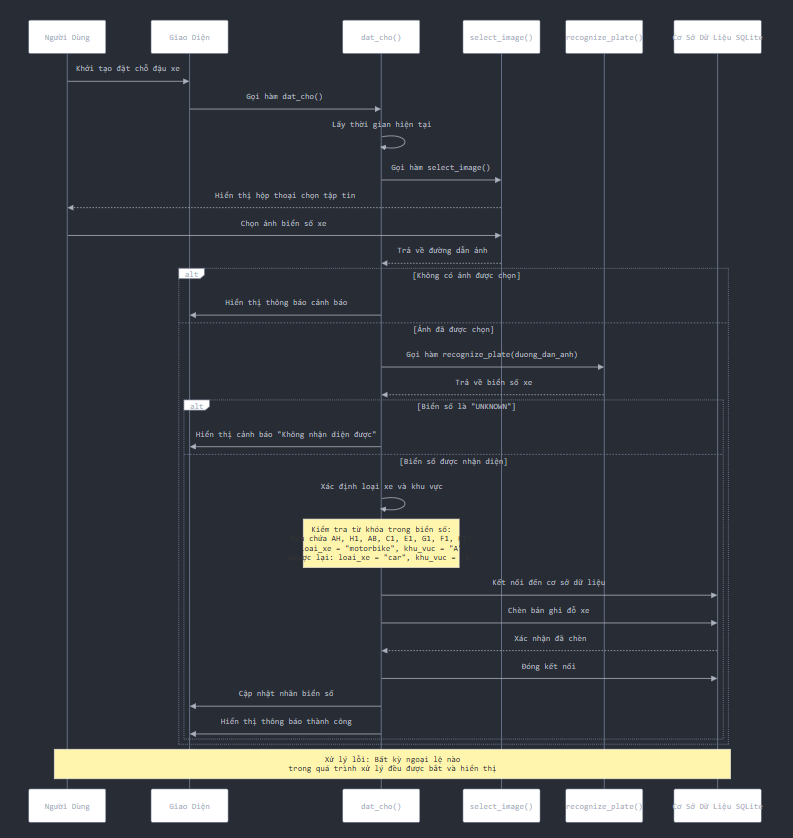 Người Dùng
Giao Diện
dat_cho()
select_image()
recognize_plate()
Cơ Sở Dữ Liệu SQLite
Khởi tạo đặt chỗ đậu xe
Gọi hàm dat_cho()
Lấy thời gian hiện tại
Gọi hàm select_image()
Hiển thị hộp thoại chọn tập tin
Chọn ảnh biển số xe
Trả về đường dẫn ảnh
alt
[Không có ảnh được chọn]
Hiển thị thông báo cảnh báo
[Ảnh đã được chọn]
Gọi hàm recognize_plate(duong_dan_anh)
Trả về biển số xe
alt
[Biển số là "UNKNOWN"]
Hiển thị cảnh báo "Không nhận diện được"
[Biển số được nhận diện]
Xác định loại xe và khu vực
Kiểm tra từ khóa trong biển số:
chứa AH, H1, AB, C1, E1, G1, F1,
loai_xe = "motorbike", khu_vuc = "A"
lại: loai_xe = "car", khu_vuc =
Kết nối đến cơ sở dữ liệu
Chèn bản ghi đỗ xe
Xác nhận đã chèn
Đóng kết nối
Cập nhật nhãn biển số
Hiển thị thông báo thành công
Xử lý lỗi: Bất kỳ ngoại lệ nào
trong quá trình xử lý đều được bắt và hiển thị
Người Dùng
Giao Diện
dat_cho()
select_image()
recognize_plate()
Cơ Sở Dữ Liệu SQLite